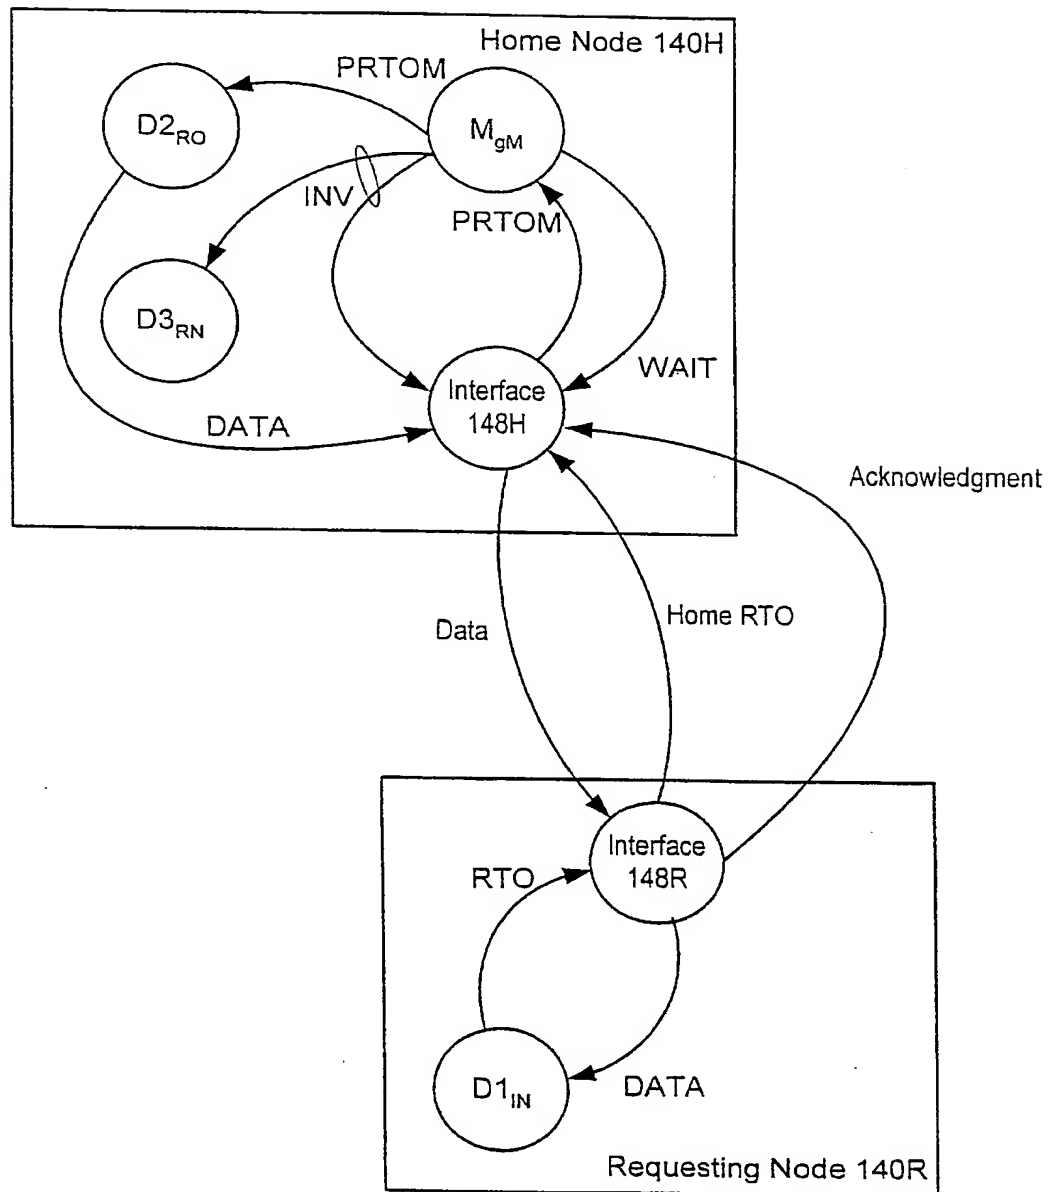 Home Node 140H
PRTOM
D2RO
MgM
INV
PRTOM
D3RN
WAIT
Interface
148H
DATA
Acknowledgment
Data
Home RTO
Interface
148R
RTO
D1IN
DATA
Requesting Node 140R